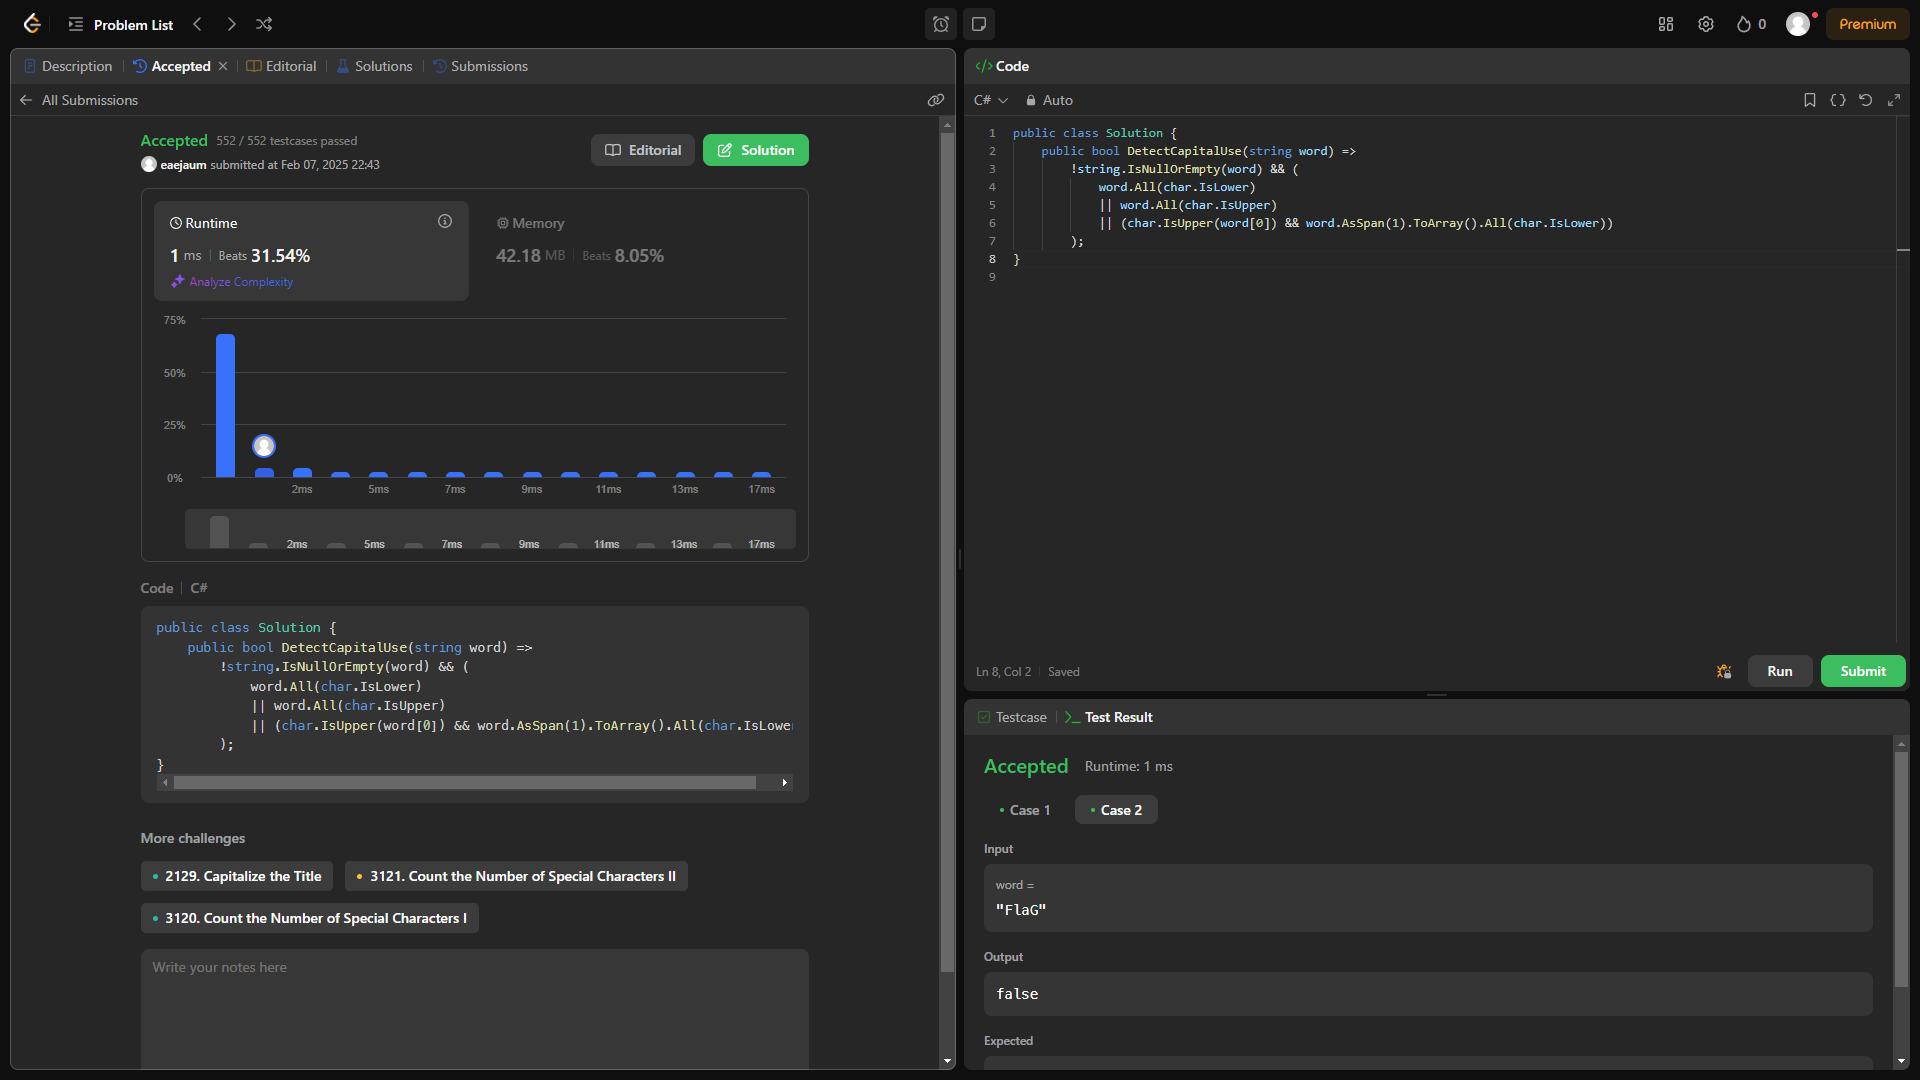 Problem List
0
Premium
Description
Accepted
Editorial
Solutions
Submissions
All Submissions
Accepted 552 / 552 testcases passed
eaejaum submitted at Feb 07, 2025 22:43
Editorial
Solution
Runtime
1 ms Beats 31.54%
Analyze Complexity
Memory
42.18 MB Beats 8.05%
75%
50%
25%
0%
2ms 5ms 7ms 9ms 11ms 13ms 17ms
2ms 5ms 7ms 9ms 11ms 13ms 17ms
Code C#
public class Solution {
    public bool DetectCapitalUse(string word) =>
        !string.IsNullOrEmpty(word) && (
            word.All(char.IsLower)
            || word.All(char.IsUpper)
            || (char.IsUpper(word[0]) && word.AsSpan(1).ToArray().All(char.IsLower
        );
}
More challenges
2129. Capitalize the Title
3121. Count the Number of Special Characters II
3120. Count the Number of Special Characters I
Write your notes here
</> Code
C# Auto
1 public class Solution {
2     public bool DetectCapitalUse(string word) =>
3         !string.IsNullOrEmpty(word) && (
4             word.All(char.IsLower)
5             || word.All(char.IsUpper)
6             || (char.IsUpper(word[0]) && word.AsSpan(1).ToArray().All(char.IsLower))
7         );
8 }
9
Ln 8, Col 2 Saved
Run
Submit
Testcase
Test Result
Accepted Runtime: 1 ms
Case 1
Case 2
Input
word =
"FlaG"
Output
false
Expected